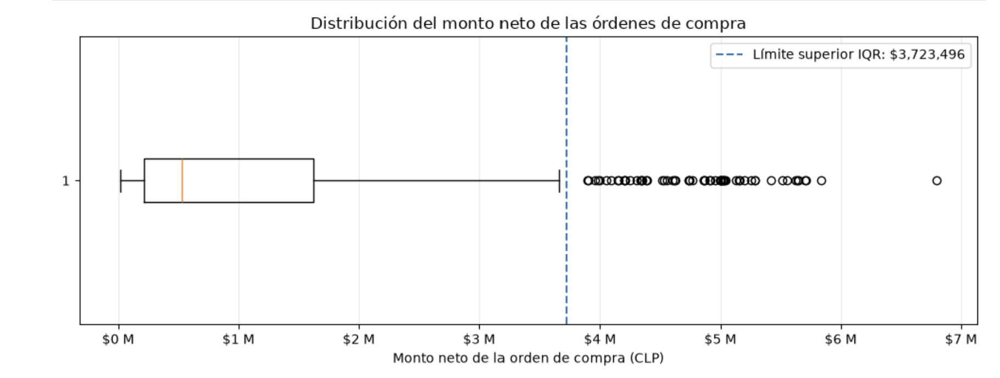 Distribución del monto neto de las órdenes de compra
Límite superior IQR: $3,723,496
1
$0 M
$1 M
$2 M
$3 M
$4 M
$5 M
$6 M
$7 M
Monto neto de la orden de compra (CLP)